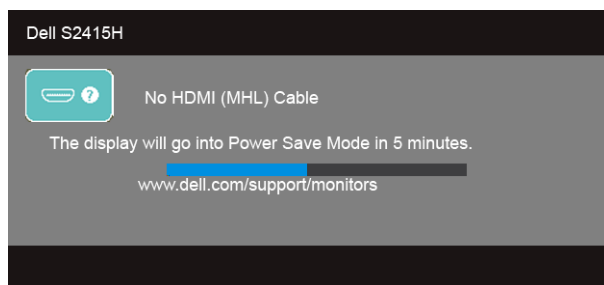 Dell S2415H
?
No HDMI (MHL) Cable
The display will go into Power Save Mode in 5 minutes.
www.dell.com/support/monitors